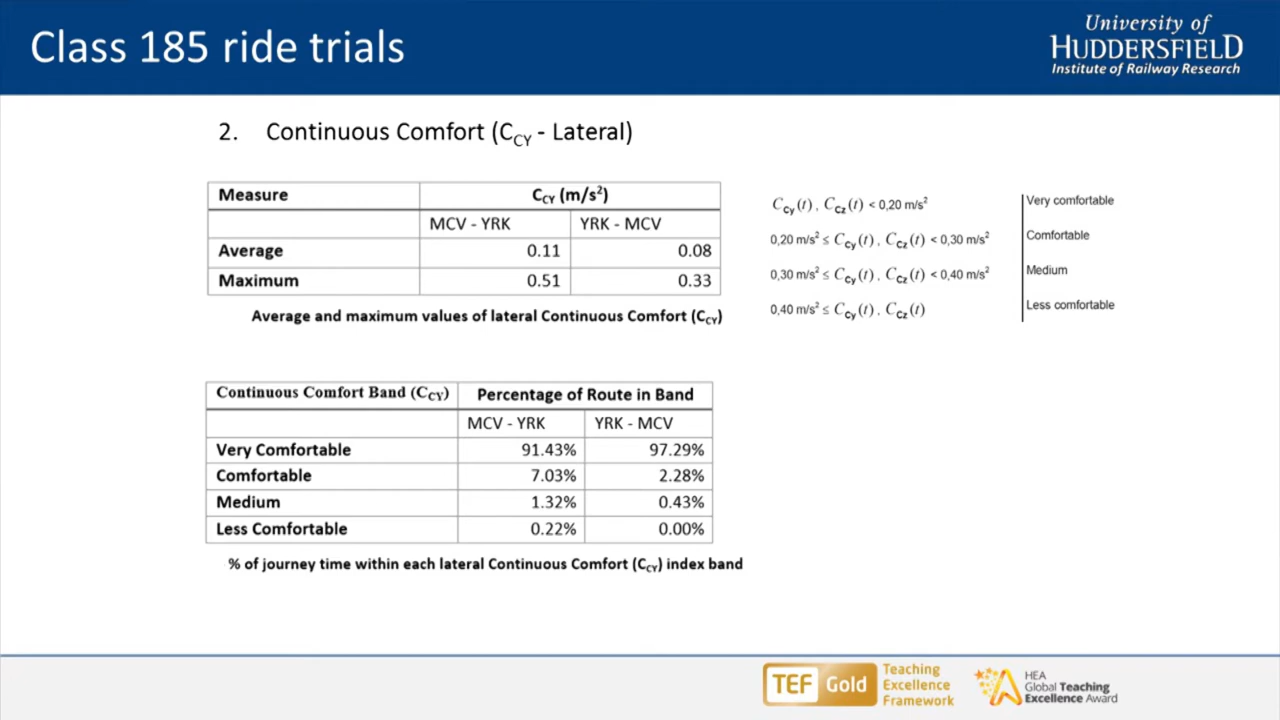 Class 185 ride trials
University of
HUDDERSFIELD
Institute of Railway Research
2. Continuous Comfort (CCY - Lateral)
Measure CCY (m/s²)
MCV - YRK YRK - MCV
Average 0.11 0.08
Maximum 0.51 0.33
Average and maximum values of lateral Continuous Comfort (CCY)
CCy(t), CCz(t) < 0,20 m/s² Very comfortable
0,20 m/s² ≤ CCy(t), CCz(t) < 0,30 m/s² Comfortable
0,30 m/s² ≤ CCy(t), CCz(t) < 0,40 m/s² Medium
0,40 m/s² ≤ CCy(t), CCz(t) Less comfortable
Continuous Comfort Band (CCY) Percentage of Route in Band
MCV - YRK YRK - MCV
Very Comfortable 91.43% 97.29%
Comfortable 7.03% 2.28%
Medium 1.32% 0.43%
Less Comfortable 0.22% 0.00%
% of journey time within each lateral Continuous Comfort (CCY) index band
TEF Gold
Teaching
Excellence
Framework
HEA
Global Teaching
Excellence Award